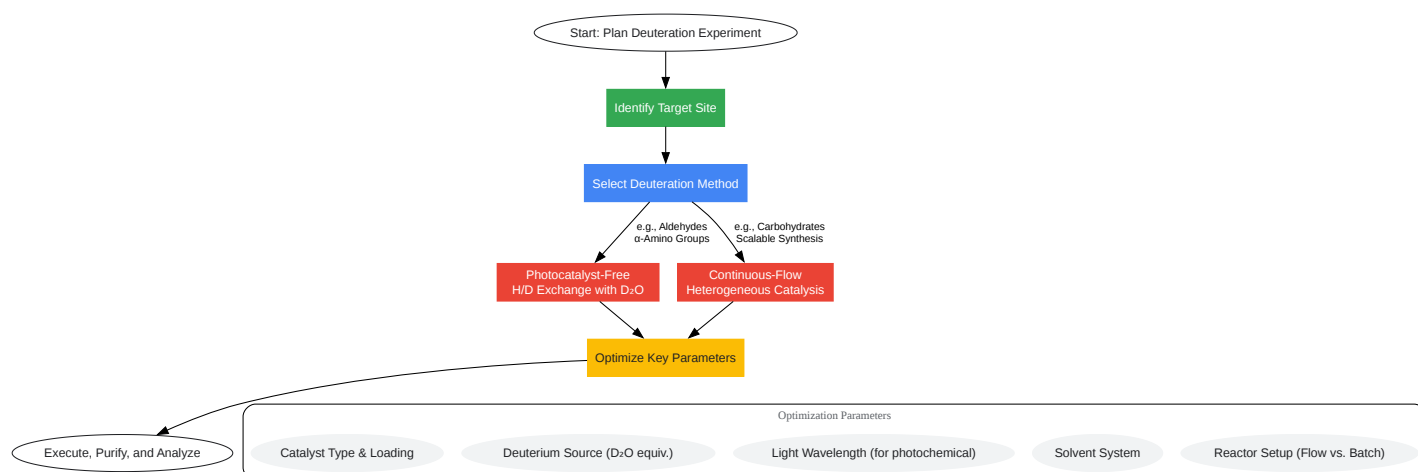 Start: Plan Deuteration Experiment
Identify Target Site
Select Deuteration Method
e.g., Aldehydes
α-Amino Groups
e.g., Carbohydrates
Scalable Synthesis
Photocatalyst-Free
H/D Exchange with D₂O
Continuous-Flow
Heterogeneous Catalysis
Optimize Key Parameters
Optimization Parameters
Execute, Purify, and Analyze
Catalyst Type & Loading
Deuterium Source (D₂O equiv.)
Light Wavelength (for photochemical)
Solvent System
Reactor Setup (Flow vs. Batch)